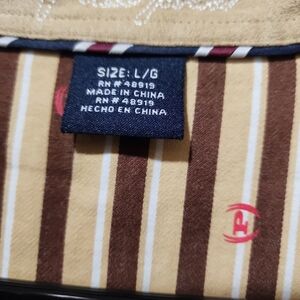 SIZE: L/G
RN # 48919
MADE IN CHINA
RN # 48919
HECHO EN CHINA
P